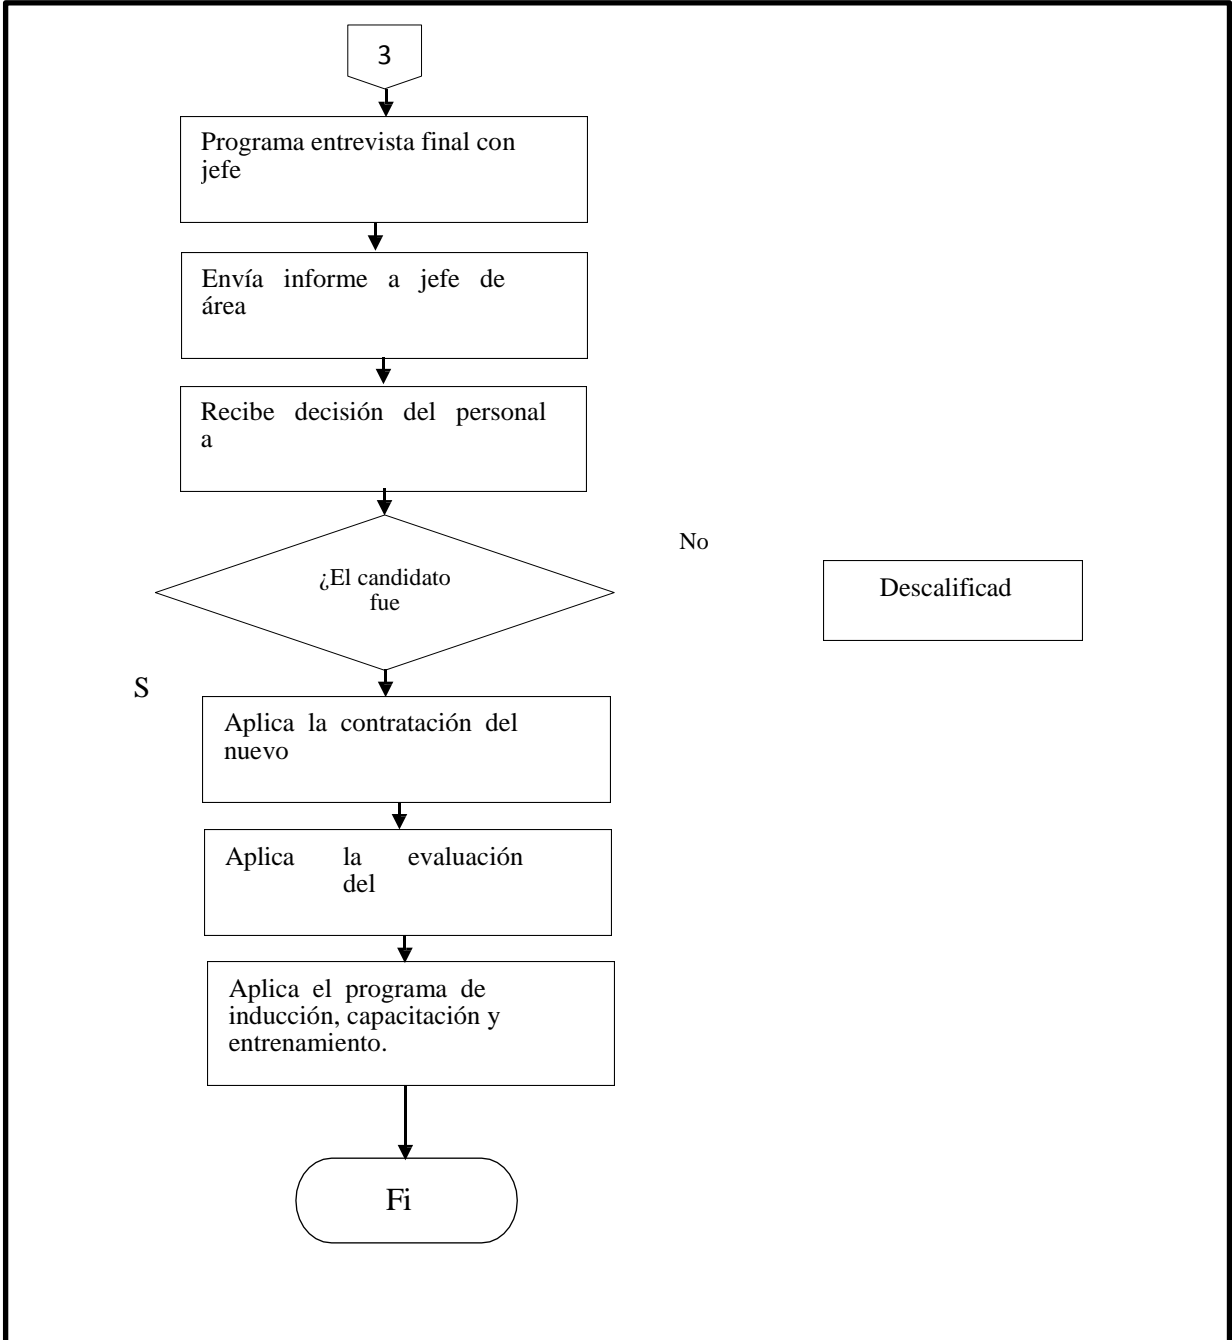 3
Programa entrevista final con
jefe
Envía informe a jefe de
área
Recibe decisión del personal
a
No
¿El candidato
fue
Descalificad
S
Aplica la contratación del
nuevo
Aplica la evaluación
del
Aplica el programa de
inducción, capacitación y
entrenamiento.
Fi